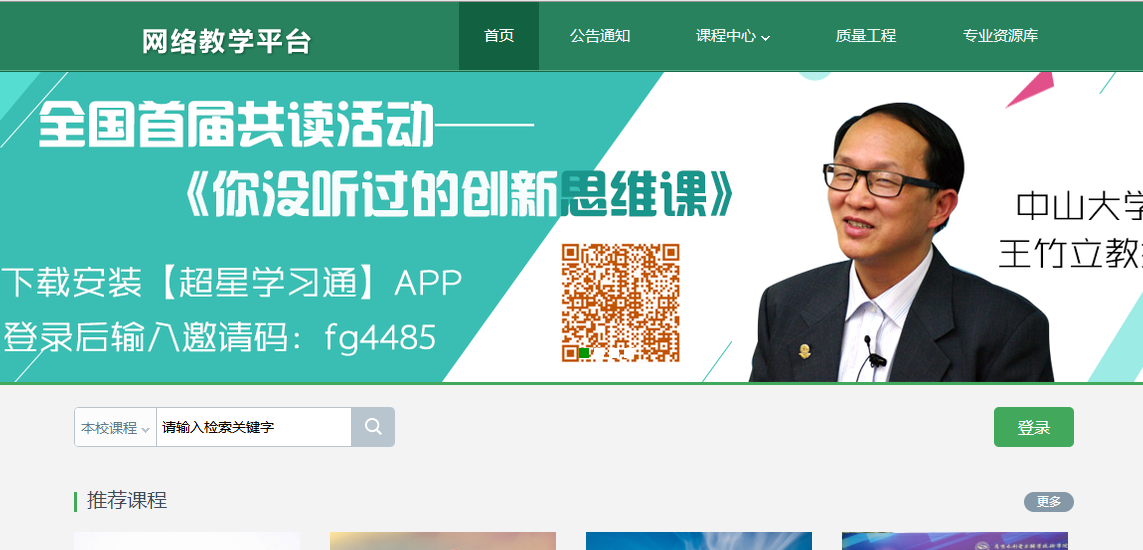 网络教学平台
首页
公告通知
课程中心
质量工程
专业资源库
全国首届共读活动——
《你没听过的创新思维课》
下载安装【超星学习通】APP
登录后输入邀请码：fg4485
中山大学
王竹立教
本校课程
请输入检索关键字
登录
推荐课程
更多